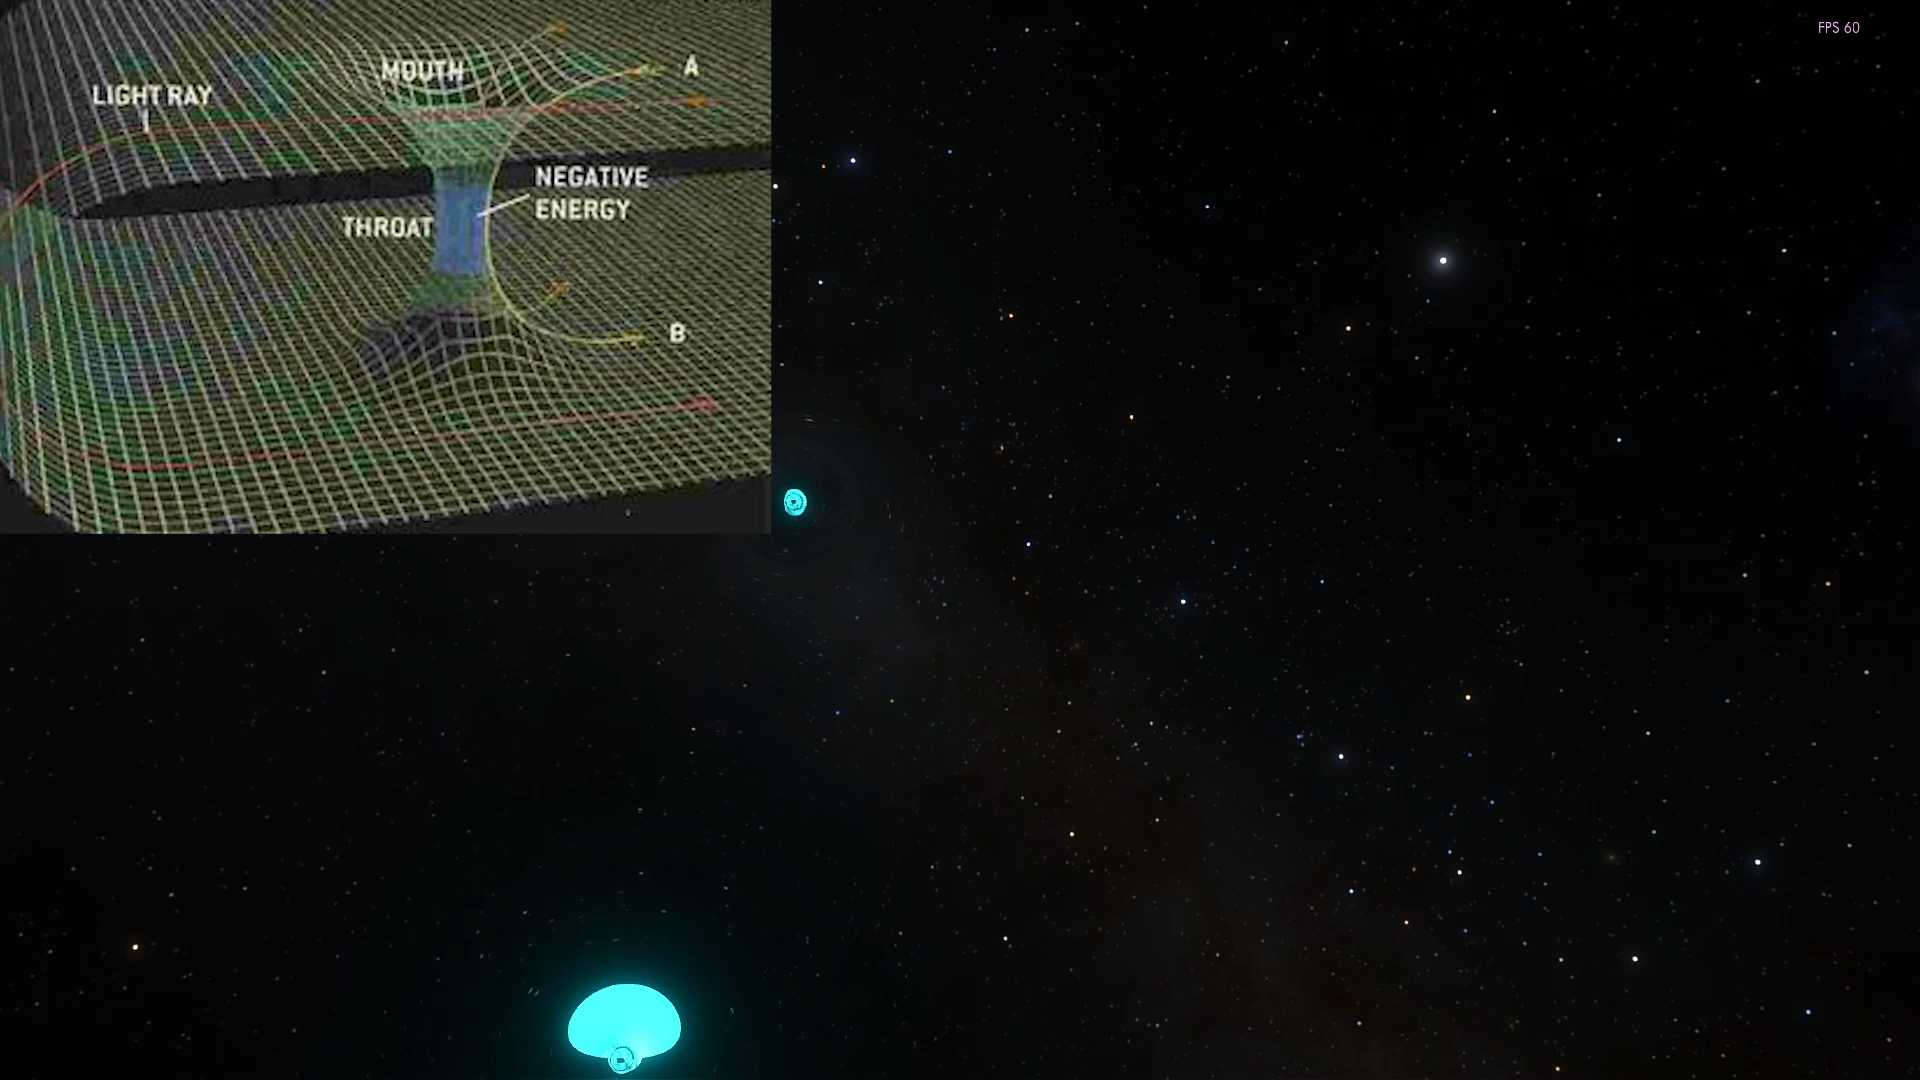 FPS 60
MOUTH
A
LIGHT RAY
NEGATIVE
ENERGY
THROAT
B